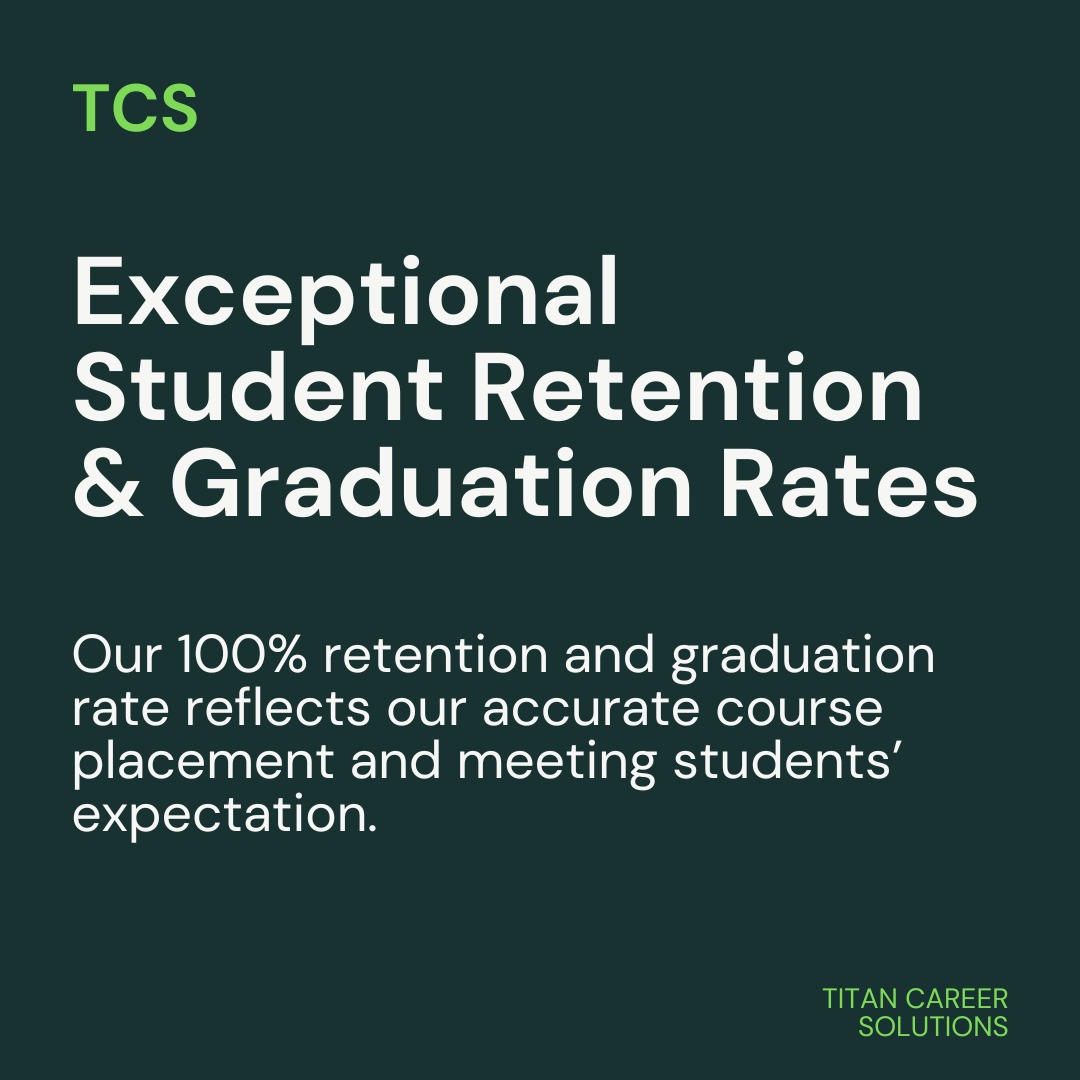 TCS
Exceptional
Student Retention
& Graduation Rates
Our 100% retention and graduation
rate reflects our accurate course
placement and meeting students’
expectation.
TITAN CAREER
SOLUTIONS